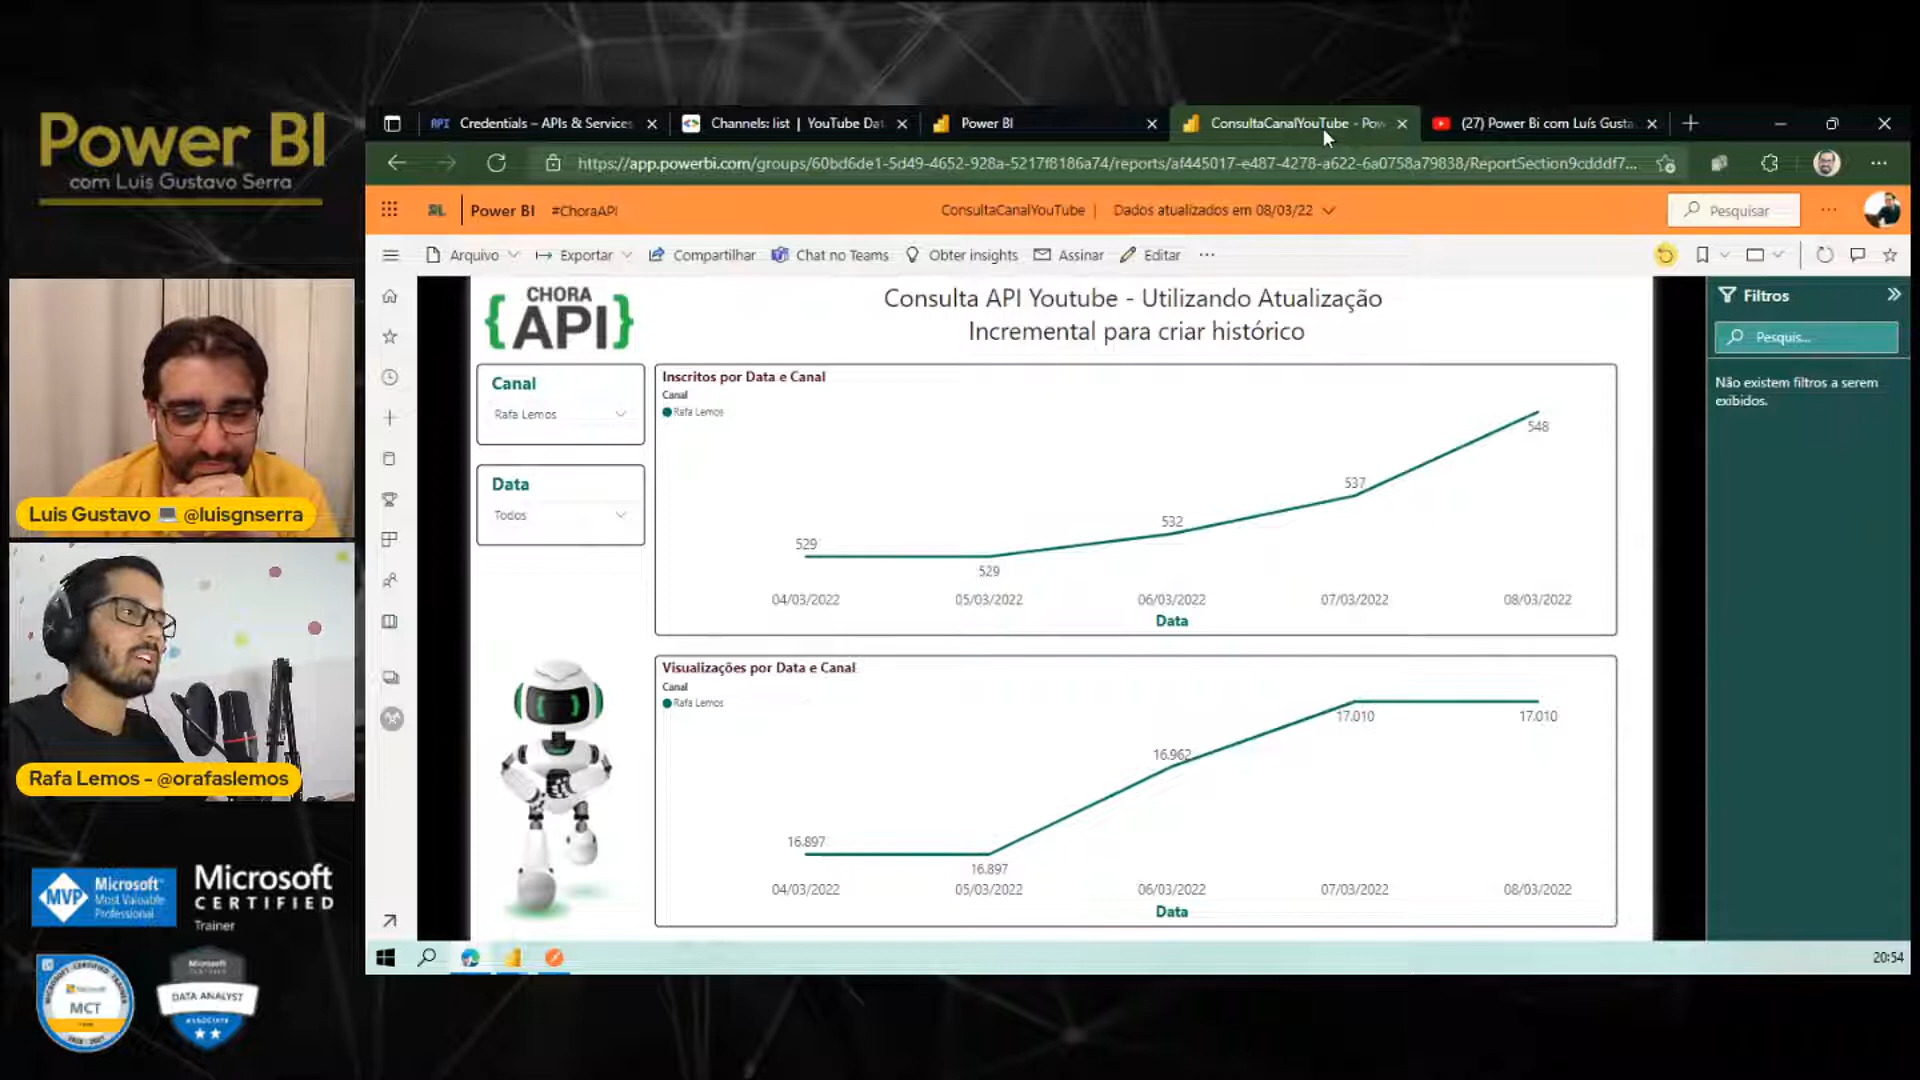 Power BI
com Luis Gustavo Serra
Credentials – APIs & Services
Channels: list | YouTube Dat
Power BI
ConsultaCanalYouTube - Pow
(27) Power Bi com Luís Gusta
https://app.powerbi.com/groups/60bd6de1-5d49-4652-928a-5217f8186a74/reports/af445017-e487-4278-a622-6a0758a79838/ReportSection9cdddf7...
Power BI #ChoraAPI
ConsultaCanalYouTube | Dados atualizados em 08/03/22
Pesquisar
Arquivo
Exportar
Compartilhar
Chat no Teams
Obter insights
Assinar
Editar
CHORA
{API}
Consulta API Youtube - Utilizando Atualização
Incremental para criar histórico
Filtros
Pesquis...
Não existem filtros a serem
exibidos.
Canal
Rafa Lemos
Data
Todos
Inscritos por Data e Canal
Canal
Rafa Lemos
529
529
532
537
548
04/03/2022
05/03/2022
06/03/2022
07/03/2022
08/03/2022
Data
Visualizações por Data e Canal
Canal
Rafa Lemos
16.897
16.897
16.962
17.010
17.010
04/03/2022
05/03/2022
06/03/2022
07/03/2022
08/03/2022
Data
20:54
Luis Gustavo 💻 @luisgnserra
Rafa Lemos - @orafaslemos
MVP
Microsoft
Most Valuable
Professional
Microsoft
CERTIFIED
Trainer
Microsoft
MCT
Microsoft
DATA ANALYST
ASSOCIATE